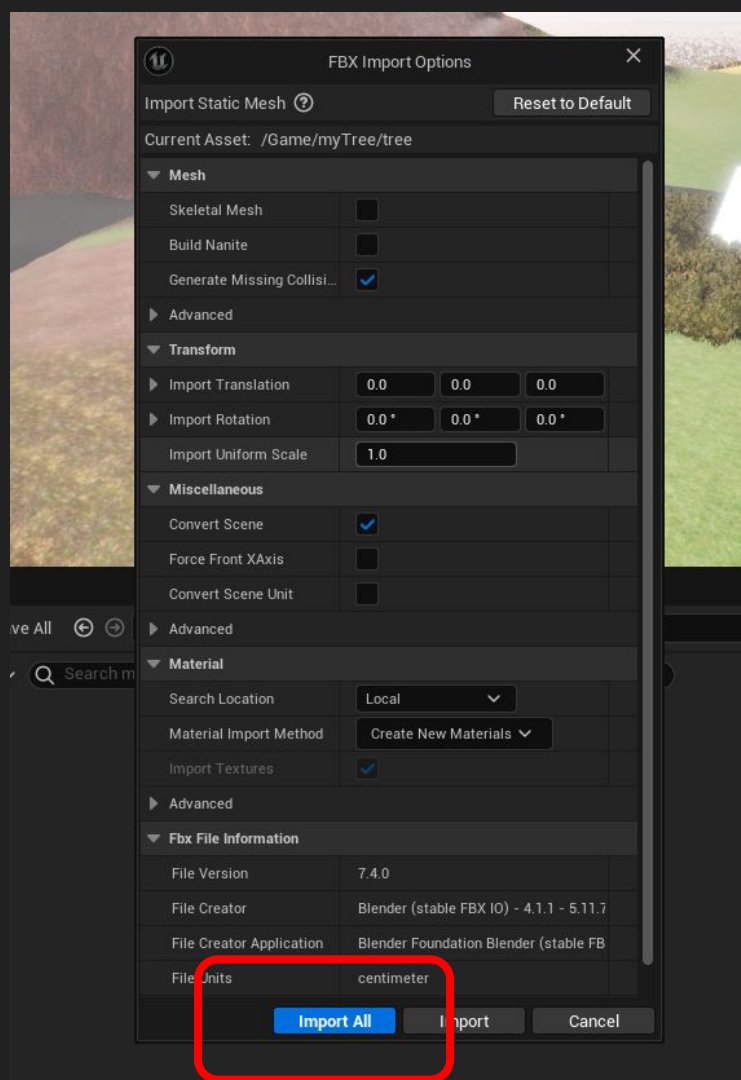 FBX Import Options
Import Static Mesh
Reset to Default
Current Asset: /Game/myTree/tree
Mesh
Skeletal Mesh
Build Nanite
Generate Missing Collisi...
Advanced
Transform
Import Translation 0.0 0.0 0.0
Import Rotation 0.0 ° 0.0 ° 0.0 °
Import Uniform Scale 1.0
Miscellaneous
Convert Scene
Force Front XAxis
Convert Scene Unit
Advanced
ve All
Search m
Material
Search Location Local
Material Import Method Create New Materials
Import Textures
Advanced
Fbx File Information
File Version 7.4.0
File Creator Blender (stable FBX IO) - 4.1.1 - 5.11.7
File Creator Application Blender Foundation Blender (stable FB
File Units centimeter
Import All Import Cancel